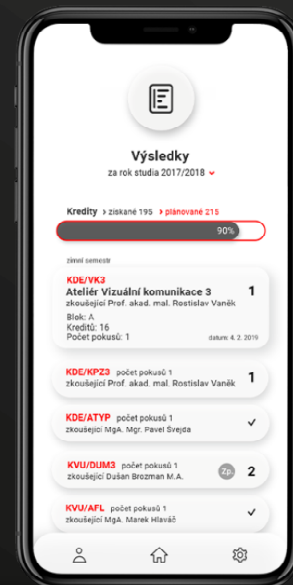 Výsledky
za rok studia 2017/2018
Kredity > získané 195 > plánované 215
90%
zimní semestr
KDE/VK3
Ateliér Vizuální komunikace 3 1
zkoušející Prof. akad. mal. Rostislav Vaněk
Blok: A
Kreditů: 16
Počet pokusů: 1 datum: 4. 2. 2019
KDE/KPZ3 počet pokusů 1
zkoušející Prof. akad. mal. Rostislav Vaněk 1
KDE/ATYP počet pokusů 1
zkoušející MgA. Mgr. Pavel Švejda ✓
KVU/DUM3 počet pokusů 1
zkoušející Dušan Brozman M.A. Zp. 2
KVU/AFL počet pokusů 1
zkoušející MgA. Marek Hlaváč ✓